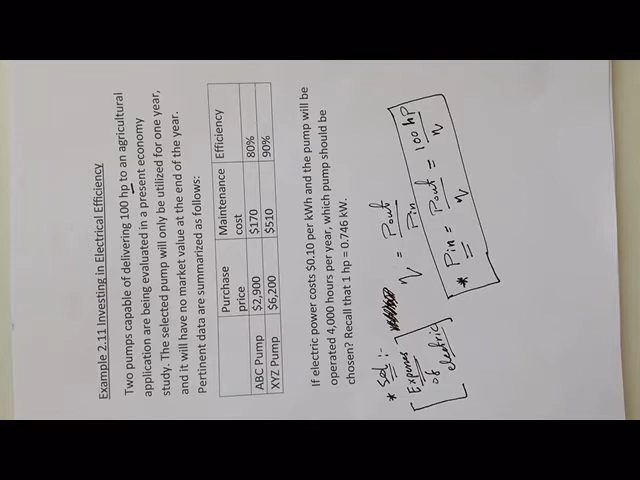 Example 2.11 Investing in Electrical Efficiency
Two pumps capable of delivering 100 hp to an agricultural
application are being evaluated in a present economy
study. The selected pump will only be utilized for one year,
and it will have no market value at the end of the year.
Pertinent data are summarized as follows:
Purchase price Maintenance cost Efficiency
ABC Pump $2,900 $170 80%
XYZ Pump $6,200 $510 90%
If electric power costs $0.10 per kWh and the pump will be
operated 4,000 hours per year, which pump should be
chosen? Recall that 1 hp = 0.746 kW.
* Sol:-
Expenses
of
electric
η = Pout / Pin
* Pin = Pout / η = 100 hp / η